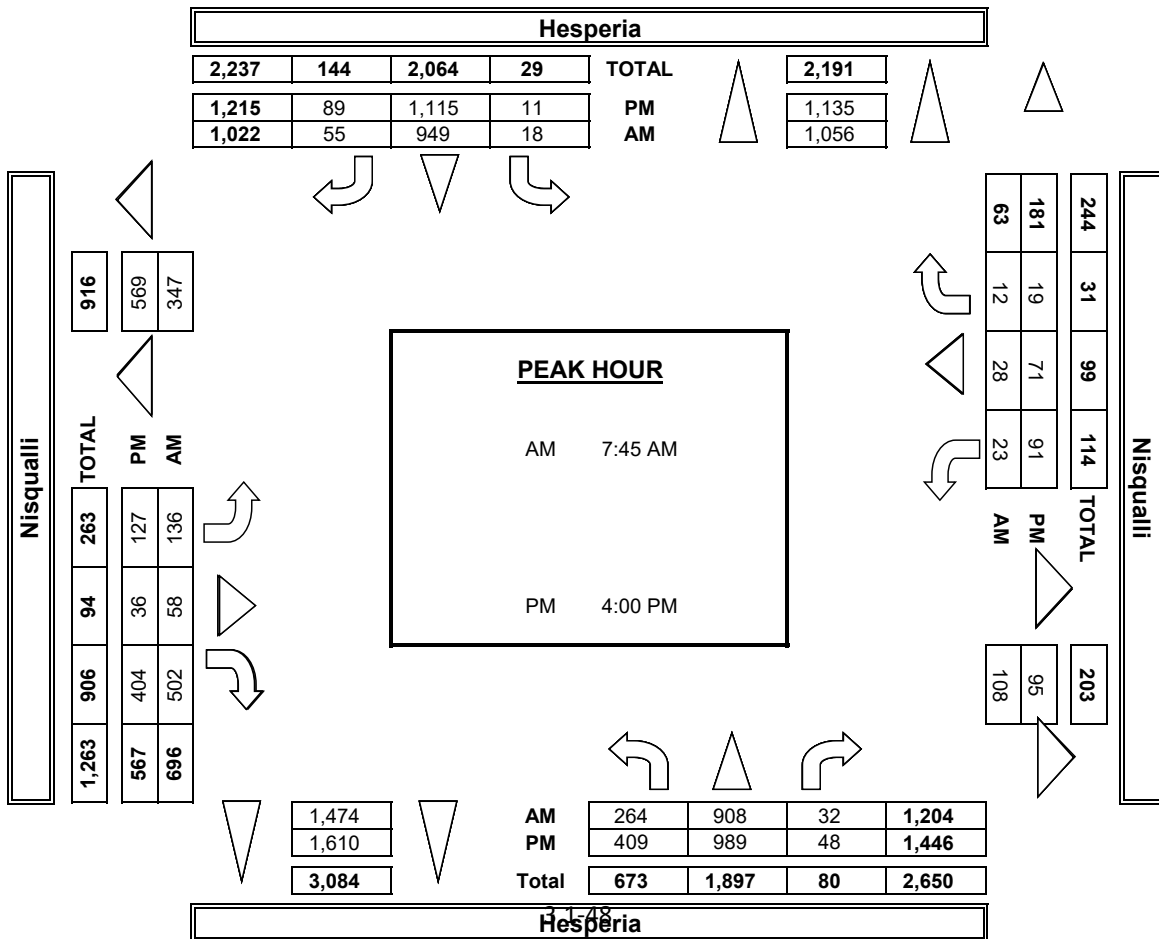 Hesperia
2,237 144 2,064 29 TOTAL 2,191
1,215 89 1,115 11 PM 1,135
1,022 55 949 18 AM 1,056
Nisqualli
916 569 347
TOTAL PM AM
263 127 136
94 36 58
906 404 502
1,263 567 696
PEAK HOUR
AM 7:45 AM
PM 4:00 PM
63 181 244
12 19 31
28 71 99
23 91 114
AM PM TOTAL
108 95 203
Nisqualli
1,474 AM 264 908 32 1,204
1,610 PM 409 989 48 1,446
3,084 Total 673 1,897 80 2,650
3.1-48
Hesperia